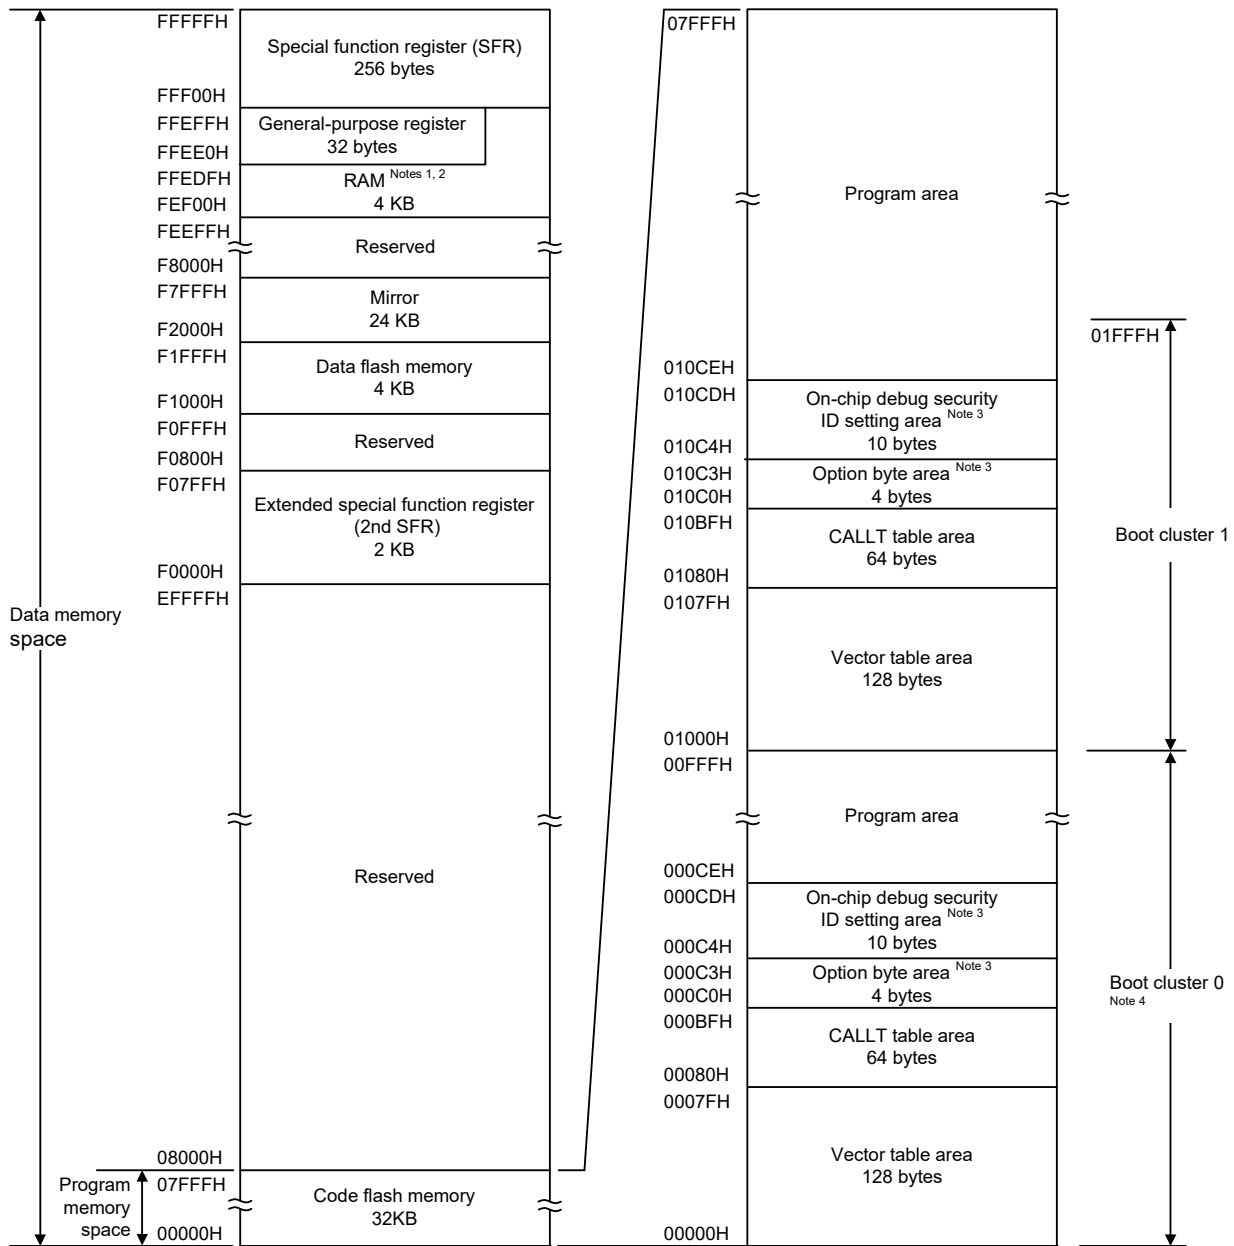 FFFFFH
Special function register (SFR)
256 bytes
FFF00H
FFEFFH
General-purpose register
32 bytes
FFEE0H
FFEDFH
RAM Notes 1, 2
4 KB
FEF00H
FEEFFH
Reserved
F8000H
F7FFFH
Mirror
24 KB
F2000H
F1FFFH
Data flash memory
4 KB
F1000H
F0FFFH
Reserved
F0800H
F07FFH
Extended special function register
(2nd SFR)
2 KB
F0000H
EFFFFH
Data memory
space
Reserved
08000H
Program
memory
space
07FFFH
Code flash memory
32KB
00000H
07FFFH
Program area
01FFFH
010CEH
010CDH
On-chip debug security
ID setting area Note 3
10 bytes
010C4H
010C3H
Option byte area Note 3
4 bytes
010C0H
010BFH
CALLT table area
64 bytes
Boot cluster 1
01080H
0107FH
Vector table area
128 bytes
01000H
00FFFH
Program area
000CEH
000CDH
On-chip debug security
ID setting area Note 3
10 bytes
000C4H
000C3H
Option byte area Note 3
4 bytes
000C0H
Boot cluster 0
Note 4
000BFH
CALLT table area
64 bytes
00080H
0007FH
Vector table area
128 bytes
00000H